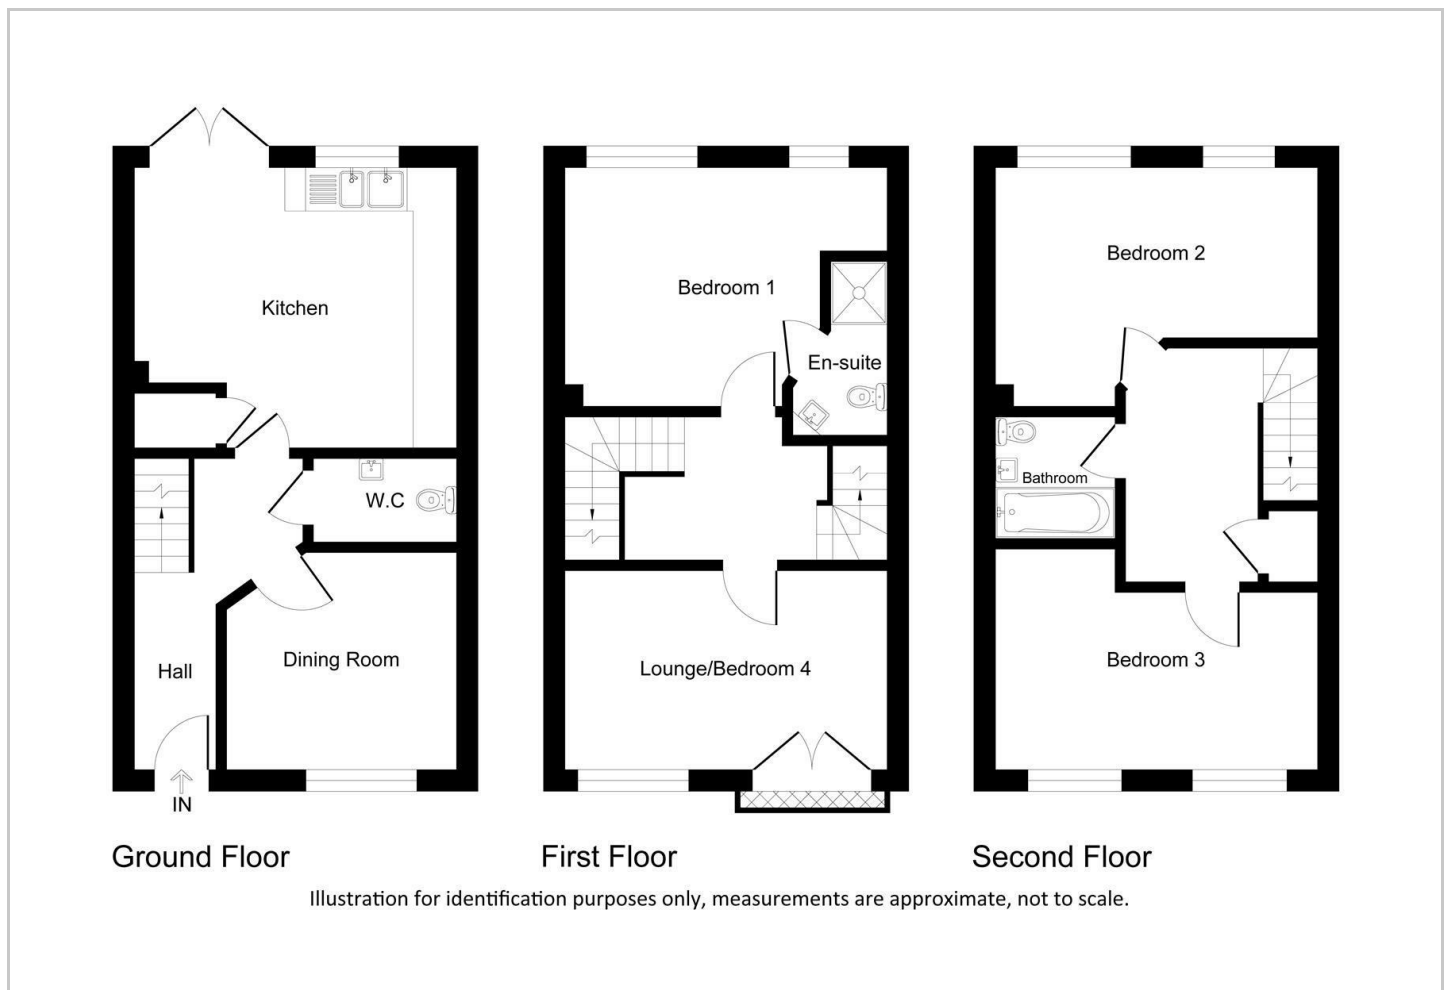 Kitchen
W.C
Dining Room
Hall
IN
Ground Floor
Bedroom 1
En-suite
Lounge/Bedroom 4
First Floor
Bedroom 2
Bathroom
Bedroom 3
Second Floor
Illustration for identification purposes only, measurements are approximate, not to scale.